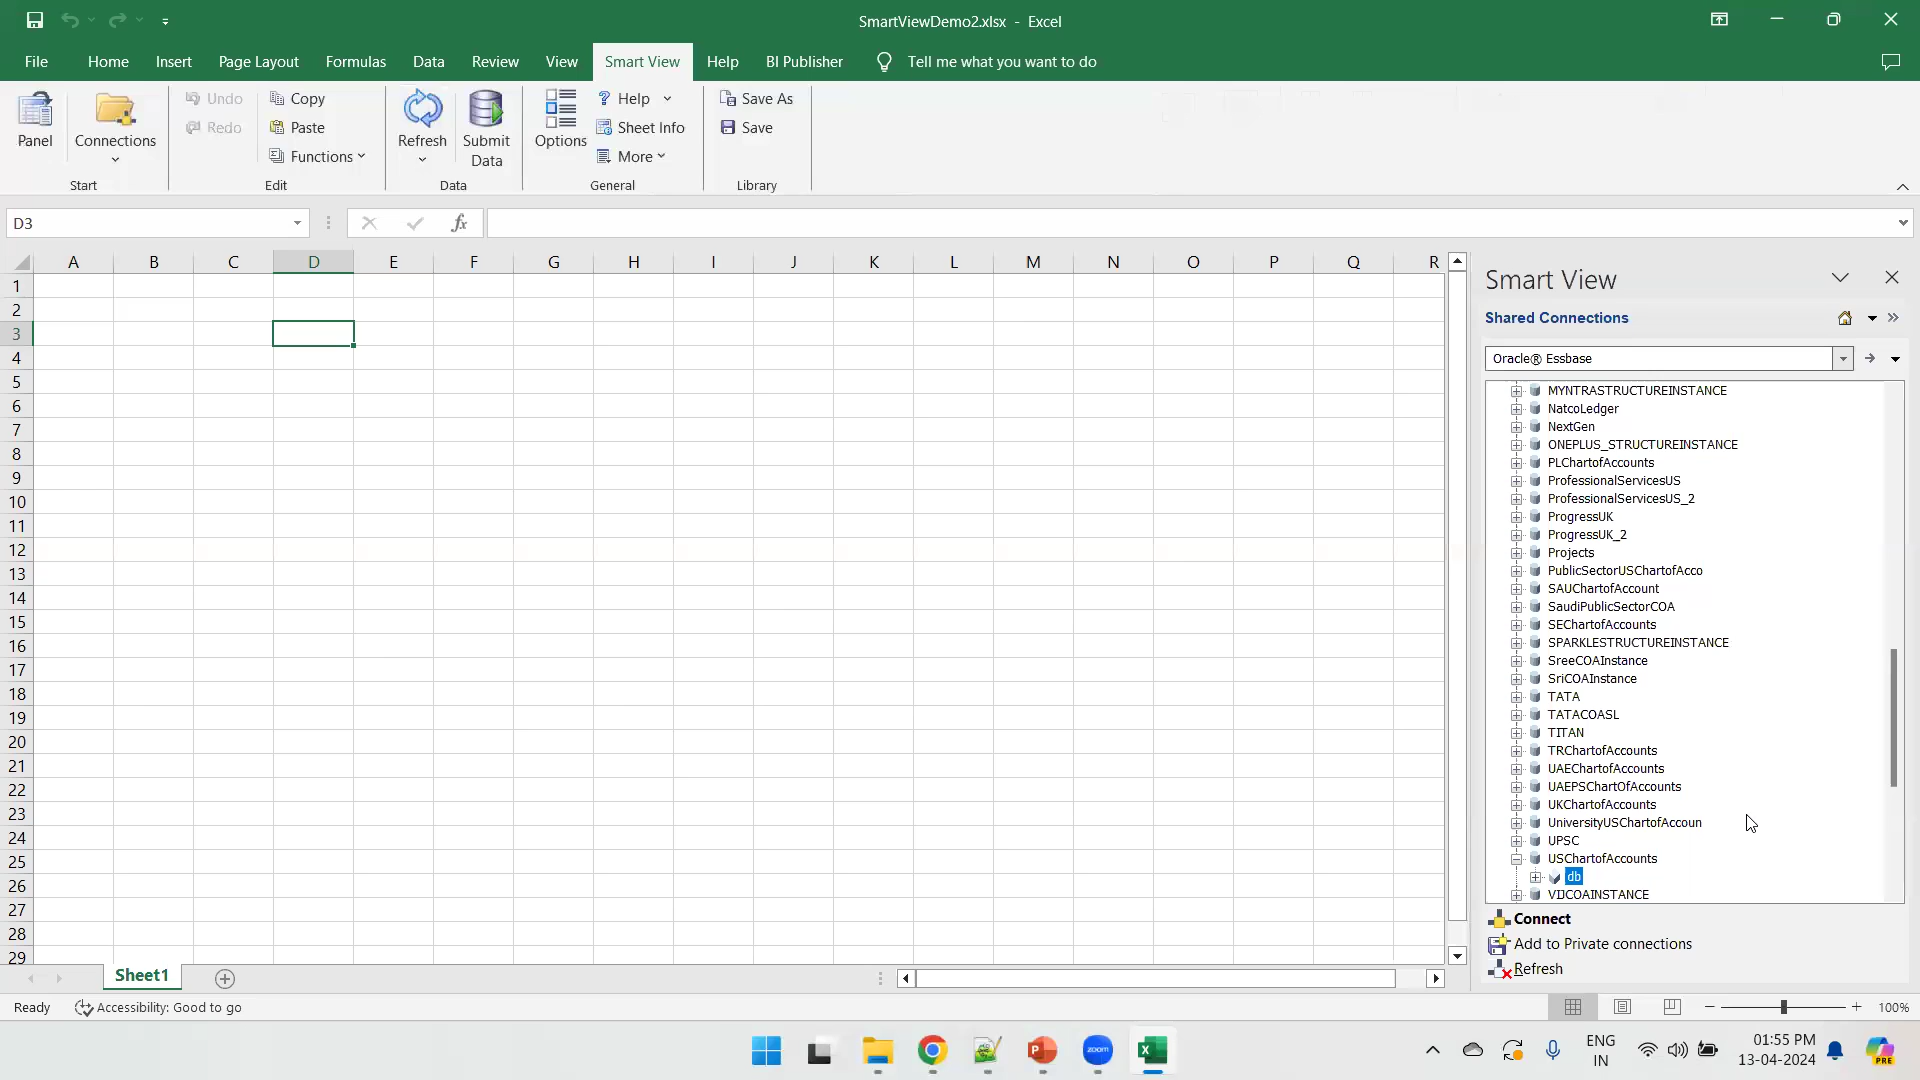 SmartViewDemo2.xlsx - Excel
File Home Insert Page Layout Formulas Data Review View Smart View Help BI Publisher Tell me what you want to do
Panel
Connections
Start
Undo
Redo
Copy
Paste
Functions
Edit
Refresh
Submit
Data
Data
Options
Help
Sheet Info
More
General
Save As
Save
Library
D3
fx
A B C D E F G H I J K L M N O P Q R
1
2
3
4
5
6
7
8
9
10
11
12
13
14
15
16
17
18
19
20
21
22
23
24
25
26
27
28
29
Smart View
Shared Connections
Oracle® Essbase
MYNTRASTRUCTUREINSTANCE
NatcoLedger
NextGen
ONEPLUS_STRUCTUREINSTANCE
PLChartofAccounts
ProfessionalServicesUS
ProfessionalServicesUS_2
ProgressUK
ProgressUK_2
Projects
PublicSectorUSChartofAcco
SAUChartofAccount
SaudiPublicSectorCOA
SEChartofAccounts
SPARKLESTRUCTUREINSTANCE
SreeCOAInstance
SriCOAInstance
TATA
TATACOASL
TITAN
TRChartofAccounts
UAEChartofAccounts
UAEPSChartOfAccounts
UKChartofAccounts
UniversityUSChartofAccoun
UPSC
USChartofAccounts
db
VIJCOAINSTANCE
Connect
Add to Private connections
Refresh
Sheet1
Ready Accessibility: Good to go
100%
zoom
ENG
IN
01:55 PM
13-04-2024
PRE